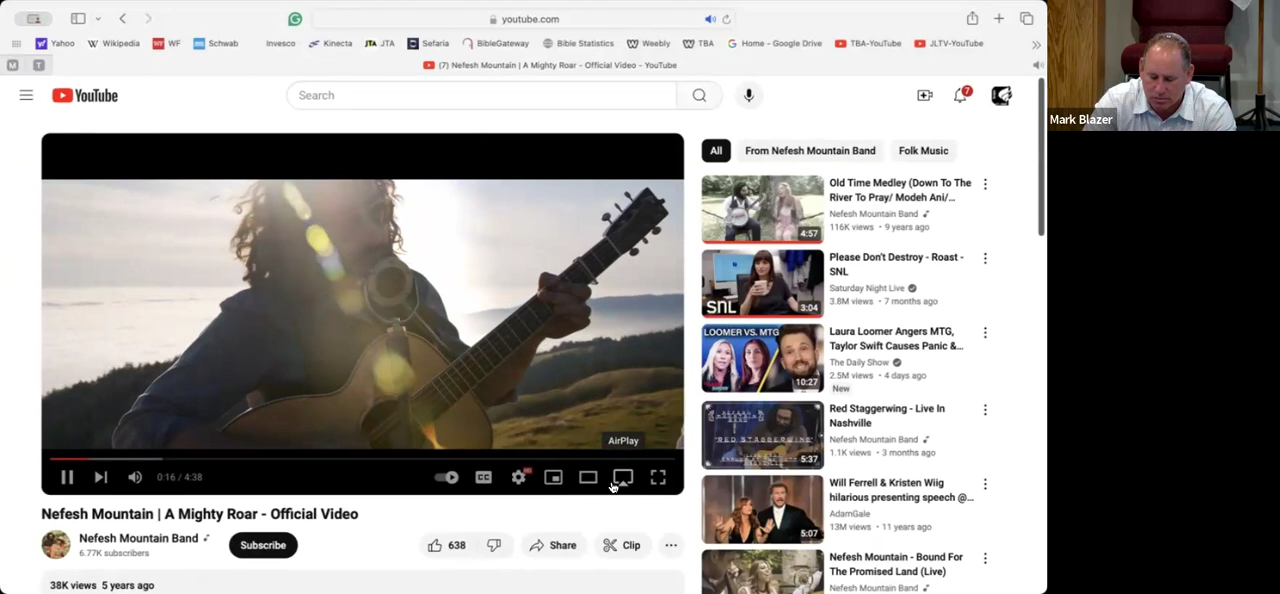 youtube.com
Yahoo Wikipedia WF Schwab Invesco Kinecta JTA Sefaria BibleGateway Bible Statistics Weebly TBA Home - Google Drive TBA-YouTube JLTV-YouTube
M T (7) Nefesh Mountain | A Mighty Roar - Official Video - YouTube
YouTube
Search
7
Mark Blazer
All From Nefesh Mountain Band Folk Music
AirPlay
0:16 / 4:38
CC
Nefesh Mountain | A Mighty Roar - Official Video
Nefesh Mountain Band
6.77K subscribers
Subscribe
638
Share
Clip
38K views 5 years ago
4:57
Old Time Medley (Down To The
River To Pray/ Modeh Ani/...
Nefesh Mountain Band
116K views • 9 years ago
SNL
3:04
Please Don't Destroy - Roast -
SNL
Saturday Night Live
3.8M views • 7 months ago
LOOMER VS. MTG
10:27
Laura Loomer Angers MTG,
Taylor Swift Causes Panic &...
The Daily Show
2.5M views • 4 days ago
New
"RED STAGGERWING"
5:37
Red Staggerwing - Live In
Nashville
Nefesh Mountain Band
1.1K views • 3 months ago
5:07
Will Ferrell & Kristen Wiig
hilarious presenting speech @...
AdamGale
13M views • 11 years ago
Nefesh Mountain - Bound For
The Promised Land (Live)
Nefesh Mountain Band